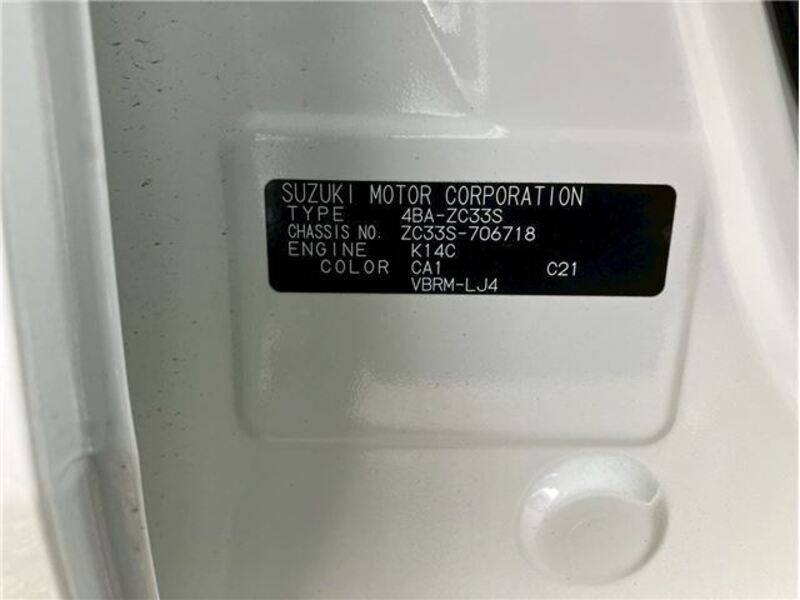 SUZUKI MOTOR CORPORATION
TYPE 4BA-ZC33S
CHASSIS NO. ZC33S-706718
ENGINE K14C
COLOR CA1 C21
VBRM-LJ4